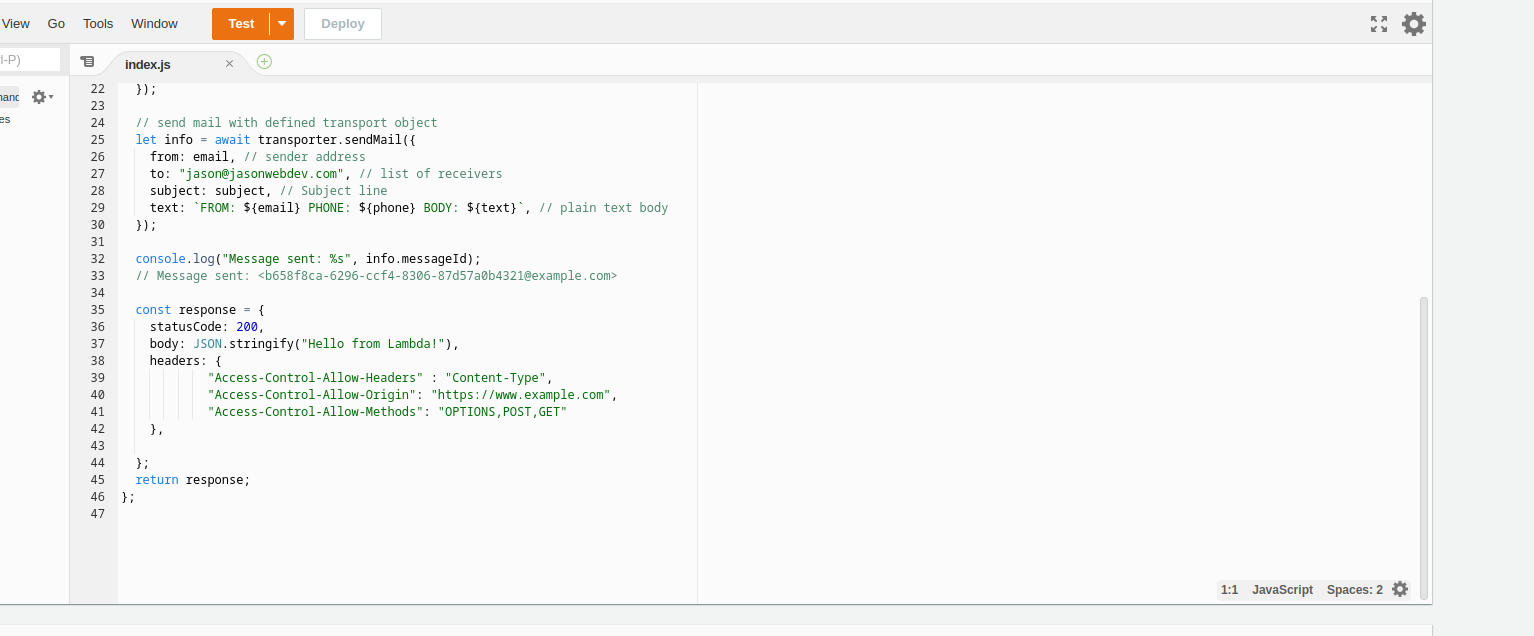 View Go Tools Window Test Deploy
l-P)
index.js
es
22 });
23
24 // send mail with defined transport object
25 let info = await transporter.sendMail({
26 from: email, // sender address
27 to: "jason@jasonwebdev.com", // list of receivers
28 subject: subject, // Subject line
29 text: `FROM: ${email} PHONE: ${phone} BODY: ${text}`, // plain text body
30 });
31
32 console.log("Message sent: %s", info.messageId);
33 // Message sent: <b658f8ca-6296-ccf4-8306-87d57a0b4321@example.com>
34
35 const response = {
36 statusCode: 200,
37 body: JSON.stringify("Hello from Lambda!"),
38 headers: {
39 "Access-Control-Allow-Headers" : "Content-Type",
40 "Access-Control-Allow-Origin": "https://www.example.com",
41 "Access-Control-Allow-Methods": "OPTIONS,POST,GET"
42 },
43
44 };
45 return response;
46 };
47
1:1 JavaScript Spaces: 2